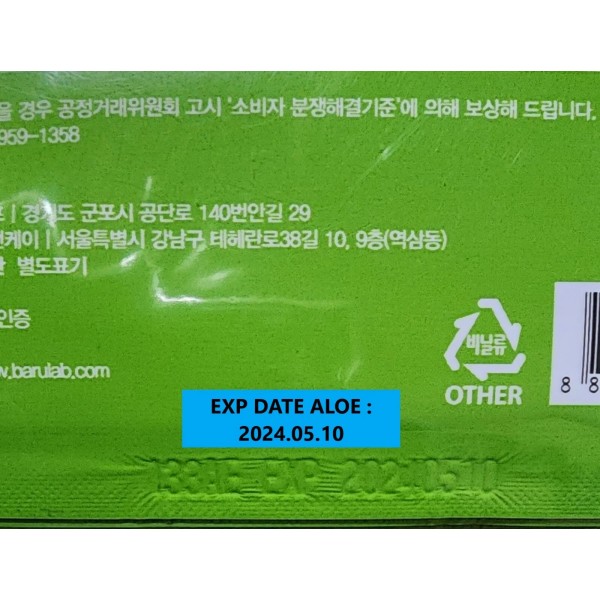 을 경우 공정거래위원회 고시 '소비자 분쟁해결기준'에 의해 보상해 드립니다.
959-1358
| 경기도 군포시 공단로 140번안길 29
케이 | 서울특별시 강남구 테헤란로38길 10, 9층(역삼동)
별도표기
인증
.barulab.com
비닐류
OTHER
8 8
EXP DATE ALOE :
2024.05.10
133AE EXP 20240510